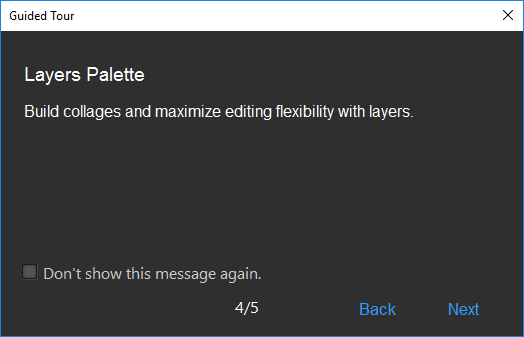 Guided Tour
Layers Palette
Build collages and maximize editing flexibility with layers.
Don't show this message again.
4/5 Back Next